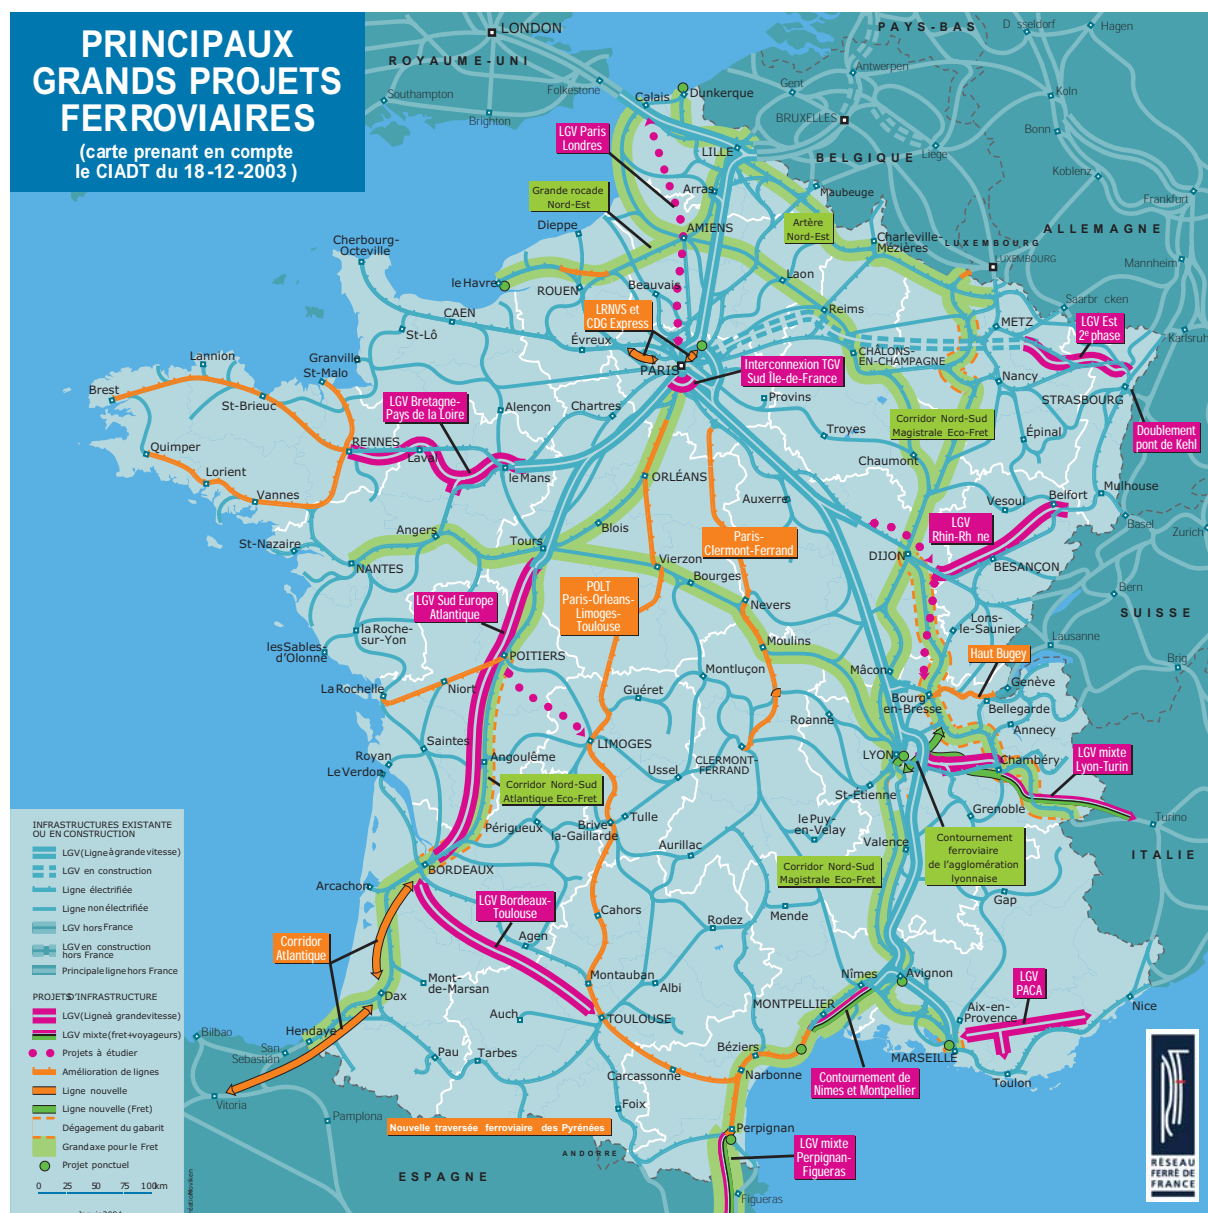 PRINCIPAUX
GRANDS PROJETS
FERROVIAIRES
(carte prenant en compte
le CIADT du 18-12-2003 )
LONDON
ROYAUME-UNI
PAYS-BAS
D sseldorf
Hagen
Southampton
Folkestone
Brighton
Calais
Dunkerque
Gent
Antwerpen
BRUXELLES
Koln
Bonn
LGV Paris
Londres
LILLE
BELGIQUE
Liege
Koblenz
Frankfurt
Grande rocade
Nord-Est
Arras
Maubeuge
Dieppe
AMIENS
Artère
Nord-Est
Charleville-
Mézières
LUXEMBOURG
LUXEMBOURG
ALLEMAGNE
Mannheim
Cherbourg-
Octeville
le Havre
ROUEN
Beauvais
Laon
Saarbr cken
CAEN
LRNVS et
CDG Express
Reims
METZ
LGV Est
2e phase
Karlsruh
St-Lô
Évreux
Lannion
Granville
St-Malo
PARIS
Interconnexion TGV
Sud Île-de-France
CHÂLONS-
EN-CHAMPAGNE
Nancy
STRASBOURG
Brest
St-Brieuc
LGV Bretagne-
Pays de la Loire
Alençon
Chartres
Provins
Corridor Nord-Sud
Magistrale Eco-Fret
Troyes
Épinal
Doublement
pont de Kehl
Quimper
RENNES
Laval
le Mans
Chaumont
Lorient
ORLÉANS
Vannes
Auxerre
Vesoul
Belfort
Mulhouse
Basel
Zurich
Angers
Blois
Paris-
Clermont-Ferrand
LGV
Rhin-Rh ne
St-Nazaire
Tours
NANTES
Vierzon
DIJON
BESANÇON
Bourges
Bern
LGV Sud Europe
Atlantique
POLT
Paris-Orleans-
Limoges-
Toulouse
Nevers
SUISSE
la Roche-
sur-Yon
les Sables-
d'Olonne
Lons-
le-Saunier
Lausanne
Moulins
POITIERS
Haut Bugey
Brig
La Rochelle
Niort
Montluçon
Mâcon
Guéret
Bourg
en-Bresse
Genève
Bellegarde
Roanne
Annecy
Saintes
LIMOGES
Royan
Angoulême
Le Verdon
Ussel
CLERMONT-
FERRAND
LYON
Chambéry
LGV mixte
Lyon-Turin
Corridor Nord-Sud
Atlantique Eco-Fret
St-Étienne
Grenoble
Turino
Périgueux
Brive
la-Gaillarde
Tulle
le Puy-
en-Velay
Valence
Contournement
ferroviaire
de l'agglomération
lyonnaise
ITALIE
Aurillac
BORDEAUX
Arcachon
Corridor Nord-Sud
Magistrale Eco-Fret
Gap
LGV Bordeaux-
Toulouse
Cahors
Rodez
Mende
Corridor
Atlantique
Agen
Mont-
de-Marsan
Montauban
Albi
Nîmes
Avignon
LGV
PACA
Dax
MONTPELLIER
Aix-en-
Provence
Nice
Auch
TOULOUSE
Bilbao
San
Sebastiãn
Hendaye
Pau
Tarbes
Béziers
MARSEILLE
Vitoria
Carcassonne
Narbonne
Contournement de
Nimes et Montpellier
Toulon
Foix
Pamplona
Nouvelle traversée ferroviaire des Pyrénées
Perpignan
ANDORRE
LGV mixte
Perpignan-
Figueras
ESPAGNE
Figueras
INFRASTRUCTURES EXISTANTE
OU EN CONSTRUCTION
LGV (Ligne à grande vitesse)
LGV en construction
Ligne électrifiée
Ligne non électrifiée
LGV hors France
LGV en construction
hors France
Principale ligne hors France
PROJETS D'INFRASTRUCTURE
LGV (Ligne à grande vitesse)
LGV mixte (fret+voyageurs)
Projets à étudier
Amélioration de lignes
Ligne nouvelle
Ligne nouvelle (Fret)
Dégagement du gabarit
Grand axe pour le Fret
Projet ponctuel
0 25 50 75 100km
RÉSEAU
FERRÉ DE
FRANCE